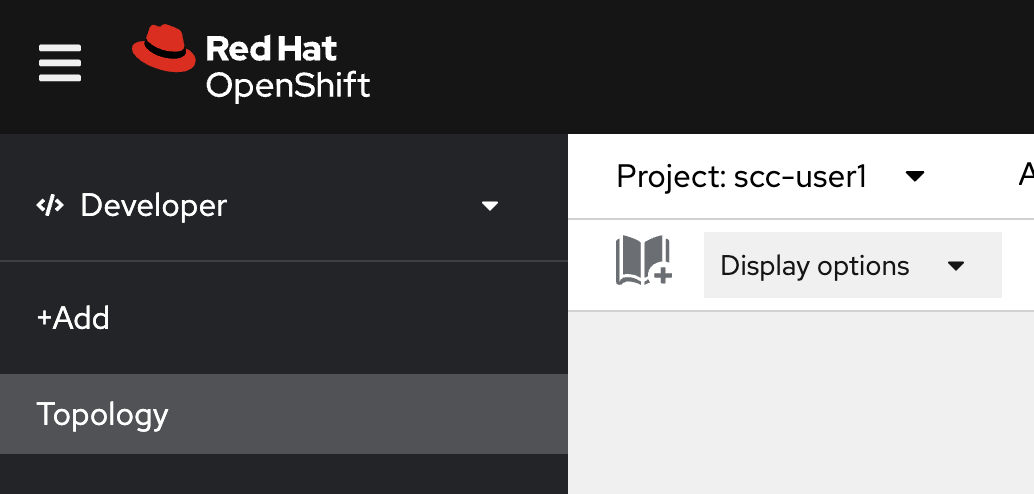 Red Hat
OpenShift
Developer
+Add
Topology
Project: scc-user1
Display options